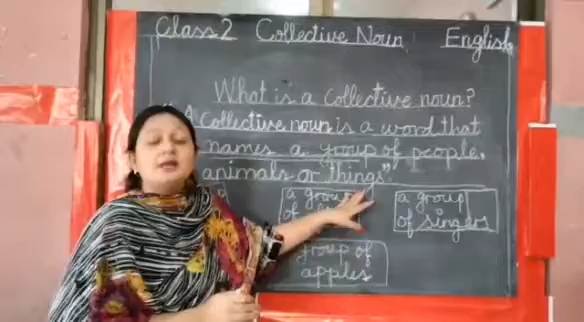 Class 2 Collective Noun English
What is a collective noun?
"A Collective noun is a word that
names a group of people,
animals or things".
a group
of
a group
of singers
group of
apples